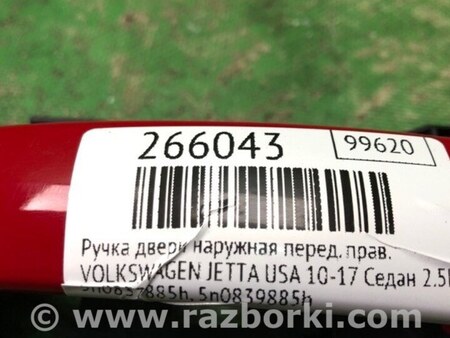 266043
99620
Ручка двери наружная перед. прав.
VOLKSWAGEN JETTA USA 10-17 Седан 2.5
5n0837885h, 5n0839885h
© www.razborki.com